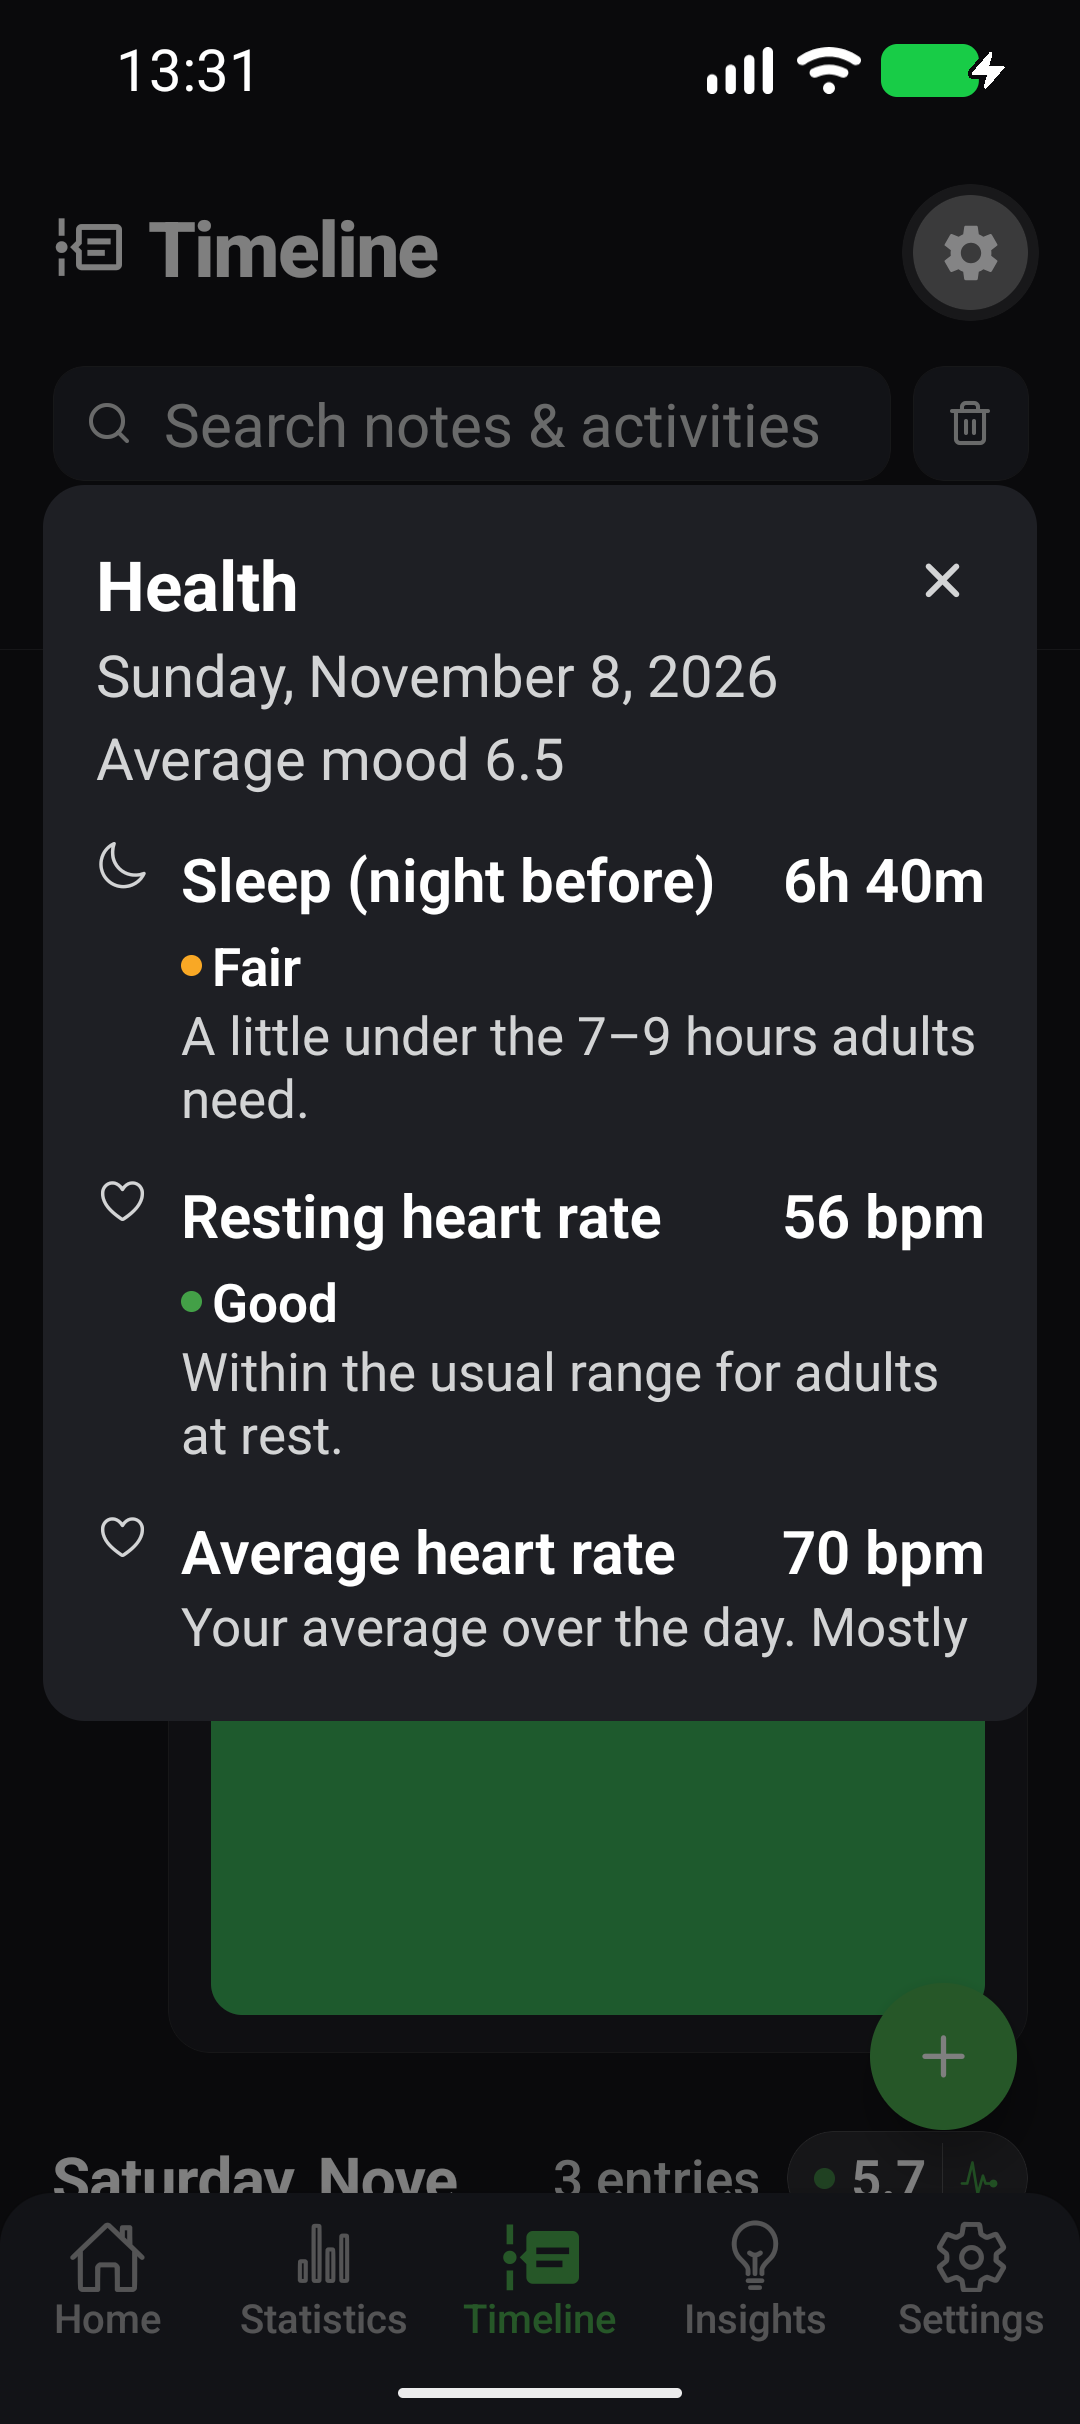 13:31
Timeline
Search notes & activities
Health
Sunday, November 8, 2026
Average mood 6.5
Sleep (night before) 6h 40m
Fair
A little under the 7–9 hours adults
need.
Resting heart rate 56 bpm
Good
Within the usual range for adults
at rest.
Average heart rate 70 bpm
Your average over the day. Mostly
Saturday, Nove 3 entries 5.7
Home Statistics Timeline Insights Settings